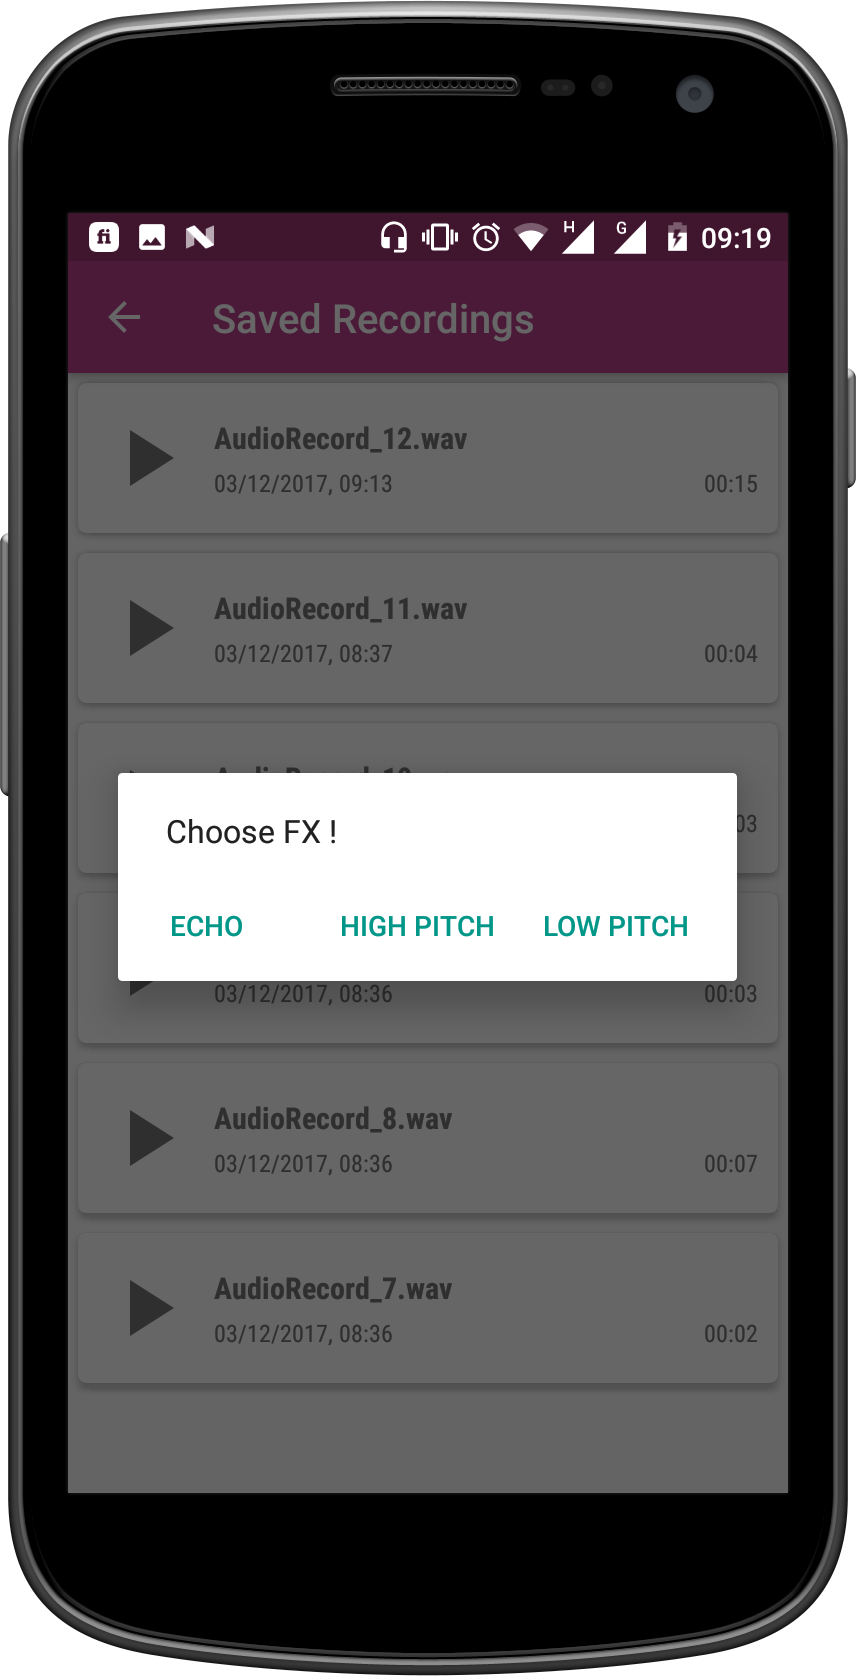 fi H G 09:19
Saved Recordings
AudioRecord_12.wav
03/12/2017, 09:13 00:15
AudioRecord_11.wav
03/12/2017, 08:37 00:04
03
Choose FX !
ECHO HIGH PITCH LOW PITCH
03/12/2017, 08:36 00:03
AudioRecord_8.wav
03/12/2017, 08:36 00:07
AudioRecord_7.wav
03/12/2017, 08:36 00:02